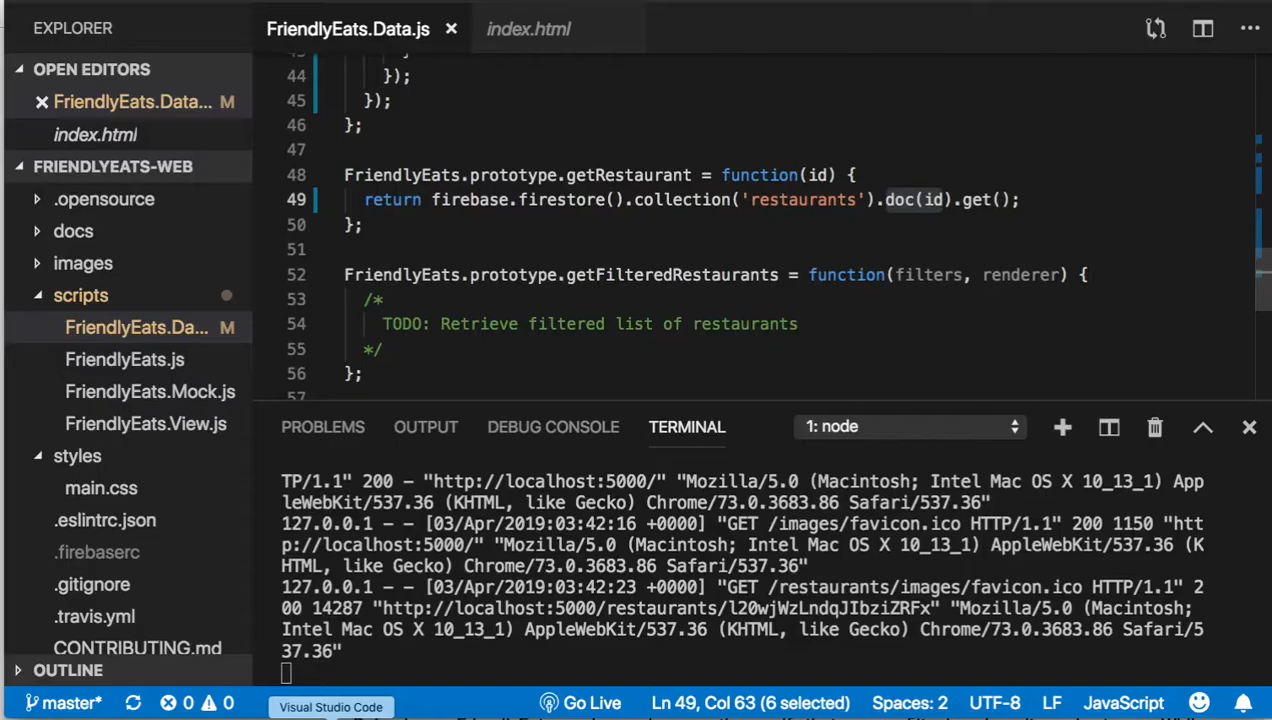 EXPLORER
OPEN EDITORS
FriendlyEats.Data... M
index.html
FRIENDLYEATS-WEB
.opensource
docs
images
scripts
FriendlyEats.Da... M
FriendlyEats.js
FriendlyEats.Mock.js
FriendlyEats.View.js
styles
main.css
.eslintrc.json
.firebaserc
.gitignore
.travis.yml
CONTRIBUTING.md
OUTLINE
FriendlyEats.Data.js index.html
44 });
45 });
46 };
47
48 FriendlyEats.prototype.getRestaurant = function(id) {
49 return firebase.firestore().collection('restaurants').doc(id).get();
50 };
51
52 FriendlyEats.prototype.getFilteredRestaurants = function(filters, renderer) {
53 /*
54 TODO: Retrieve filtered list of restaurants
55 */
56 };
57
PROBLEMS OUTPUT DEBUG CONSOLE TERMINAL 1: node
TP/1.1" 200 - "http://localhost:5000/" "Mozilla/5.0 (Macintosh; Intel Mac OS X 10_13_1) App
leWebKit/537.36 (KHTML, like Gecko) Chrome/73.0.3683.86 Safari/537.36"
127.0.0.1 - - [03/Apr/2019:03:42:16 +0000] "GET /images/favicon.ico HTTP/1.1" 200 1150 "htt
p://localhost:5000/" "Mozilla/5.0 (Macintosh; Intel Mac OS X 10_13_1) AppleWebKit/537.36 (K
HTML, like Gecko) Chrome/73.0.3683.86 Safari/537.36"
127.0.0.1 - - [03/Apr/2019:03:42:23 +0000] "GET /restaurants/images/favicon.ico HTTP/1.1" 2
00 14287 "http://localhost:5000/restaurants/l20wjWzLndqJIbziZRFx" "Mozilla/5.0 (Macintosh;
Intel Mac OS X 10_13_1) AppleWebKit/537.36 (KHTML, like Gecko) Chrome/73.0.3683.86 Safari/5
37.36"
master* 0 0 Visual Studio Code Go Live Ln 49, Col 63 (6 selected) Spaces: 2 UTF-8 LF JavaScript